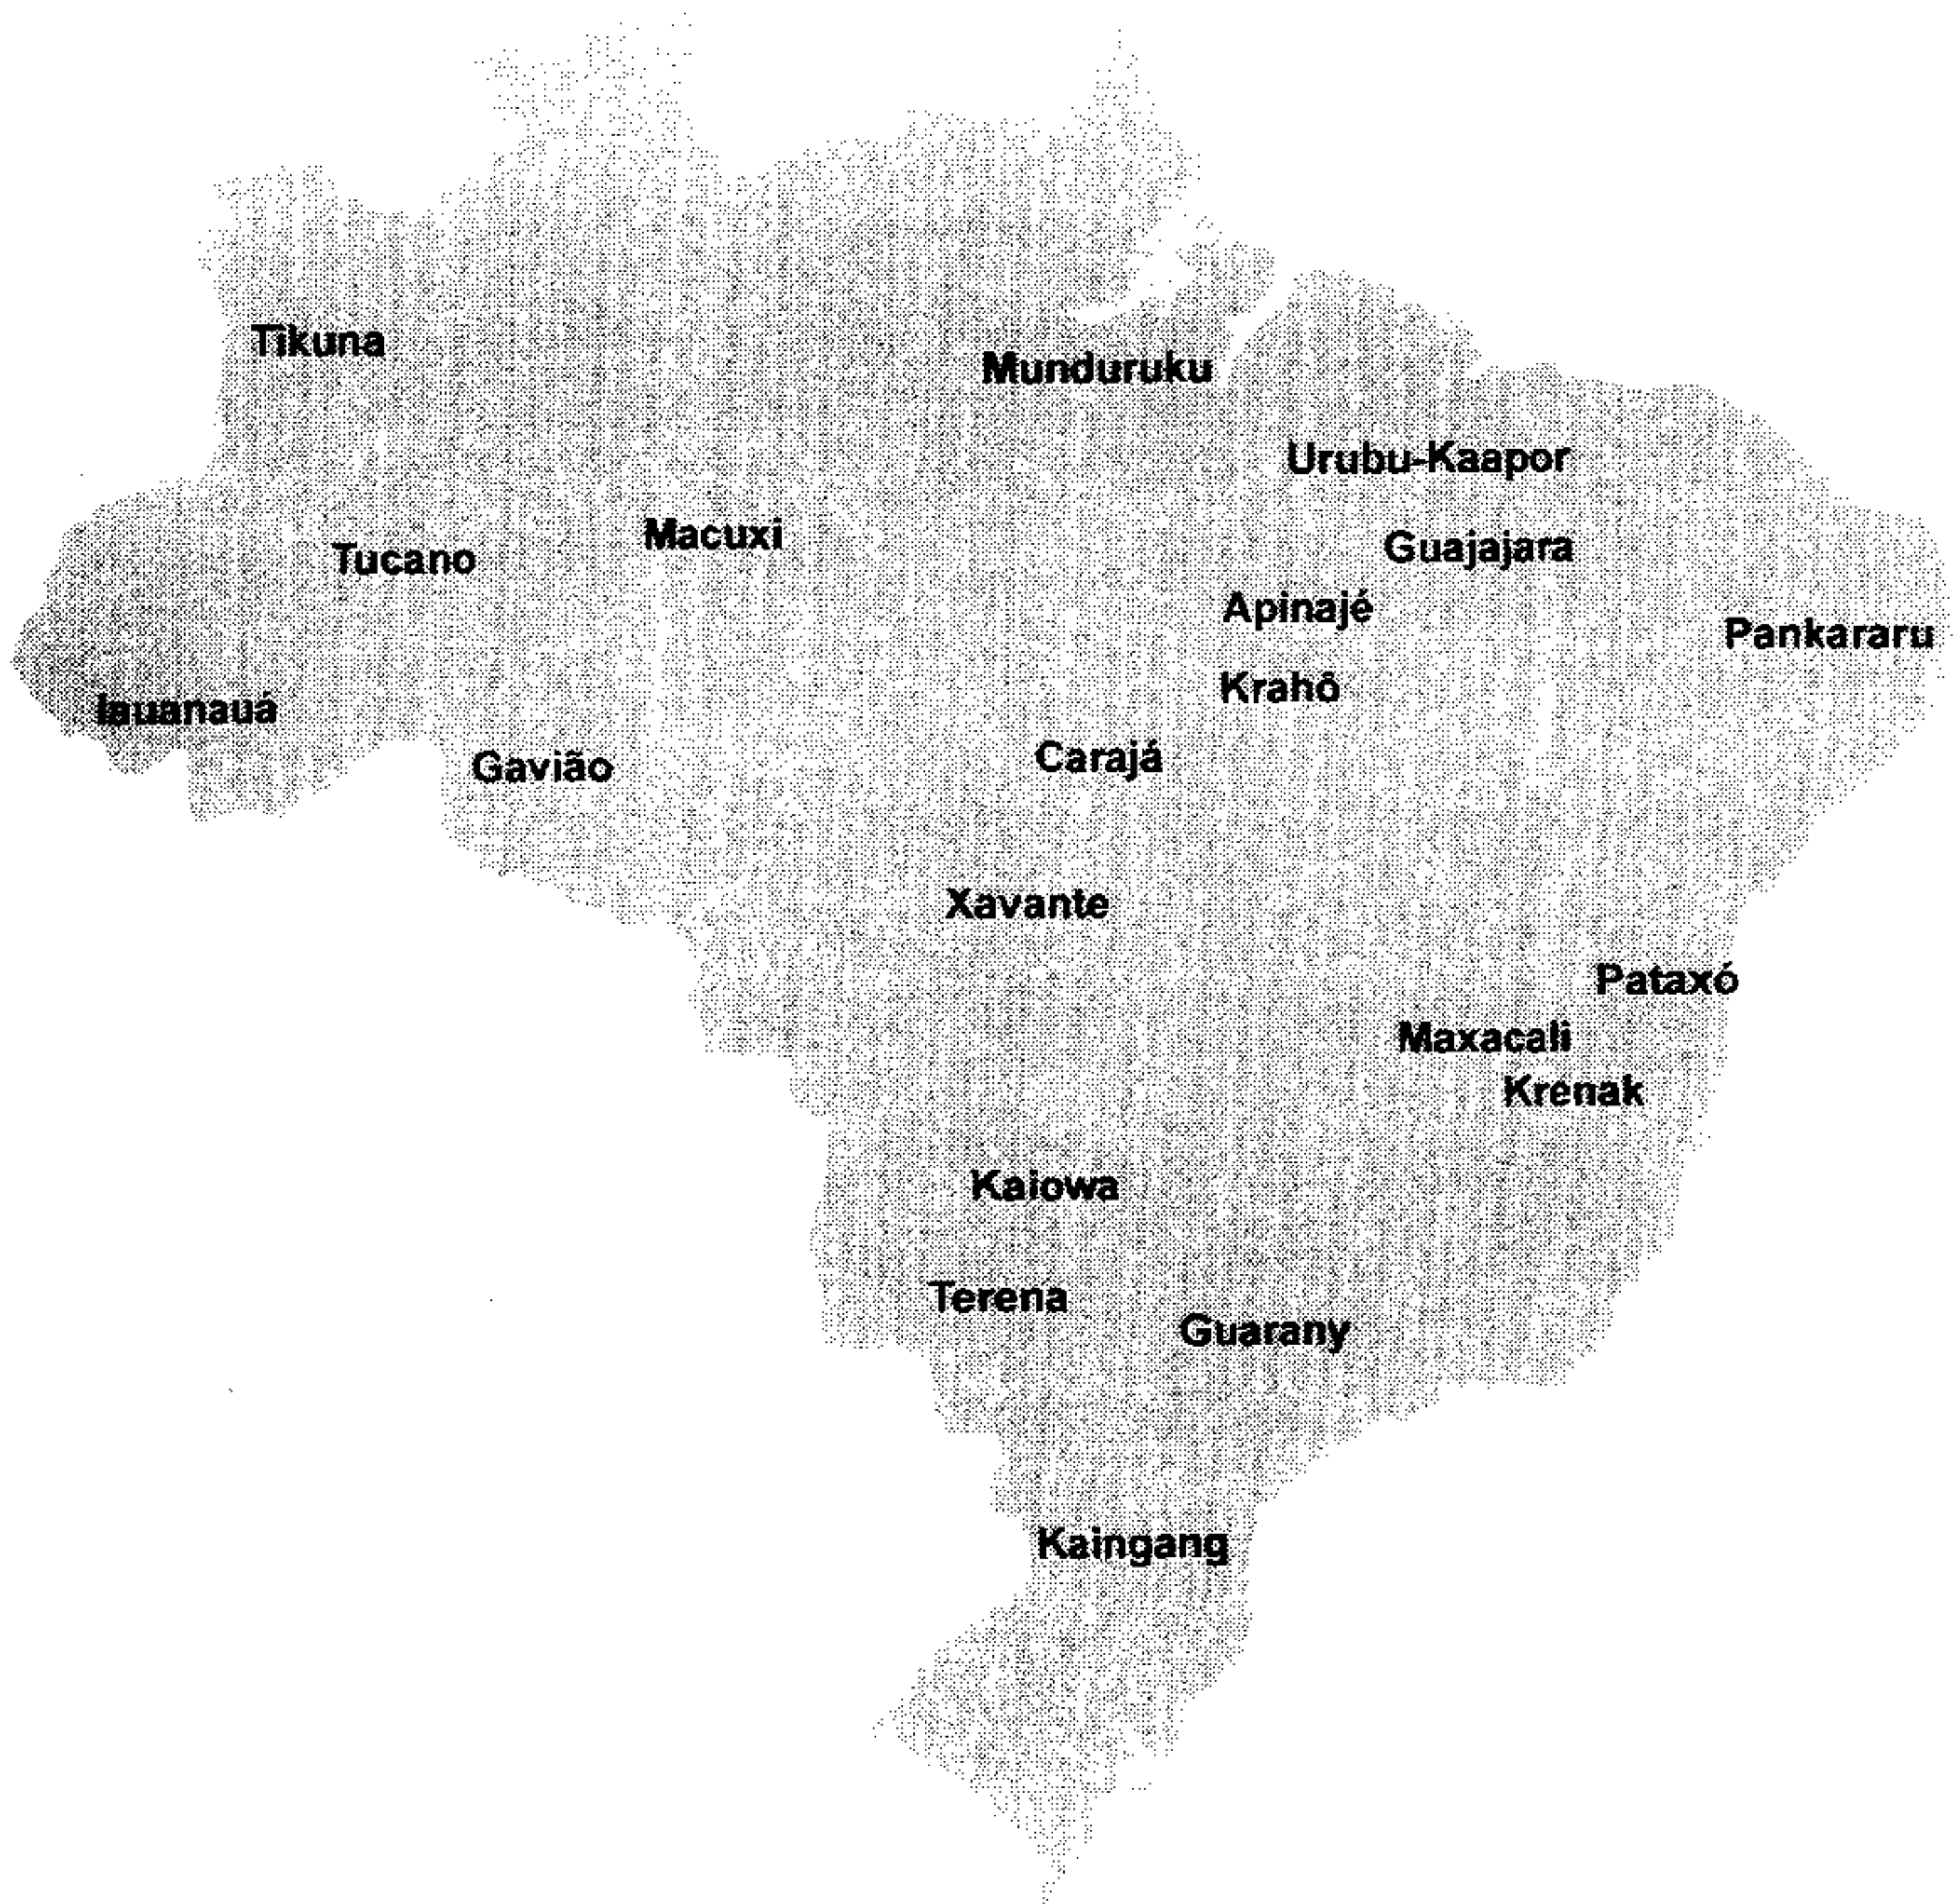 Tikuna
Munduruku
Urubu-Kaapor
Macuxi
Guajajara
Tucano
Apinajé
Pankararu
Krahô
Iauanauá
Carajá
Gavião
Xavante
Pataxó
Maxacali
Krenak
Kaiowa
Terena
Guarany
Kaingang